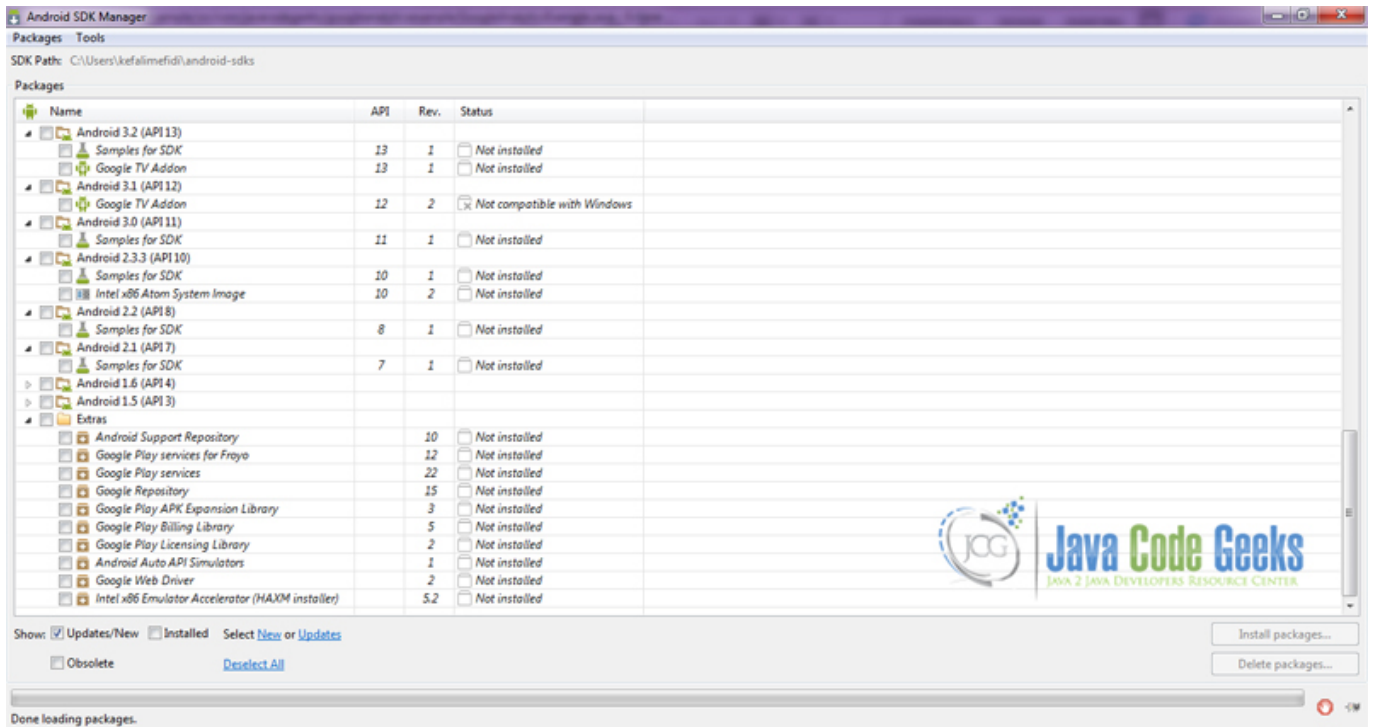 Android SDK Manager
Packages Tools
SDK Path: C:\Users\kefalimefidi\android-sdks
Packages
Name API Rev. Status
Android 3.2 (API 13)
Samples for SDK 13 1 Not installed
Google TV Addon 13 1 Not installed
Android 3.1 (API 12)
Google TV Addon 12 2 Not compatible with Windows
Android 3.0 (API 11)
Samples for SDK 11 1 Not installed
Android 2.3.3 (API 10)
Samples for SDK 10 1 Not installed
Intel x86 Atom System Image 10 2 Not installed
Android 2.2 (API 8)
Samples for SDK 8 1 Not installed
Android 2.1 (API 7)
Samples for SDK 7 1 Not installed
Android 1.6 (API 4)
Android 1.5 (API 3)
Extras
Android Support Repository 10 Not installed
Google Play services for Froyo 12 Not installed
Google Play services 22 Not installed
Google Repository 15 Not installed
Google Play APK Expansion Library 3 Not installed
Google Play Billing Library 5 Not installed
Google Play Licensing Library 2 Not installed
Android Auto API Simulators 1 Not installed
Google Web Driver 2 Not installed
Intel x86 Emulator Accelerator (HAXM installer) 5.2 Not installed
JCG
Java Code Geeks
JAVA 2 JAVA DEVELOPERS RESOURCE CENTER
Show: Updates/New Installed Select New or Updates
Install packages...
Obsolete Deselect All
Delete packages...
Done loading packages.